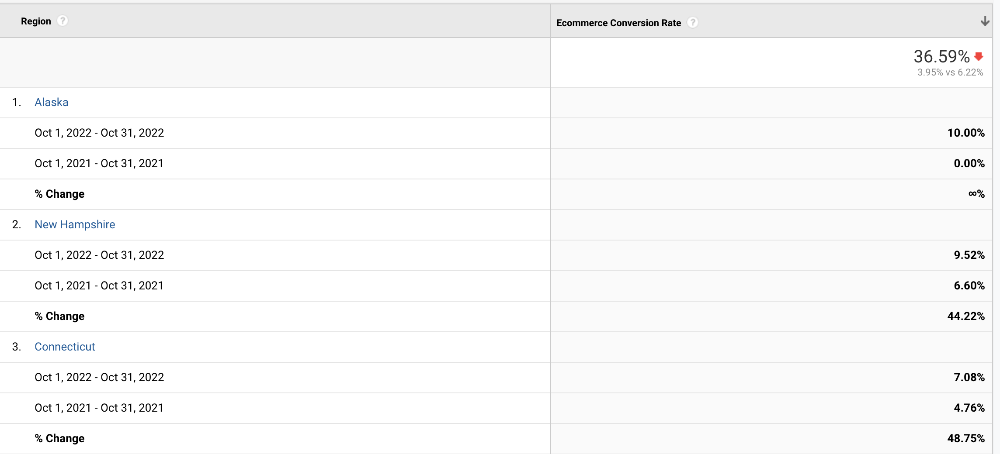 Region ? Ecommerce Conversion Rate ?
36.59%
3.95% vs 6.22%
1. Alaska
Oct 1, 2022 - Oct 31, 2022 10.00%
Oct 1, 2021 - Oct 31, 2021 0.00%
% Change ∞%
2. New Hampshire
Oct 1, 2022 - Oct 31, 2022 9.52%
Oct 1, 2021 - Oct 31, 2021 6.60%
% Change 44.22%
3. Connecticut
Oct 1, 2022 - Oct 31, 2022 7.08%
Oct 1, 2021 - Oct 31, 2021 4.76%
% Change 48.75%